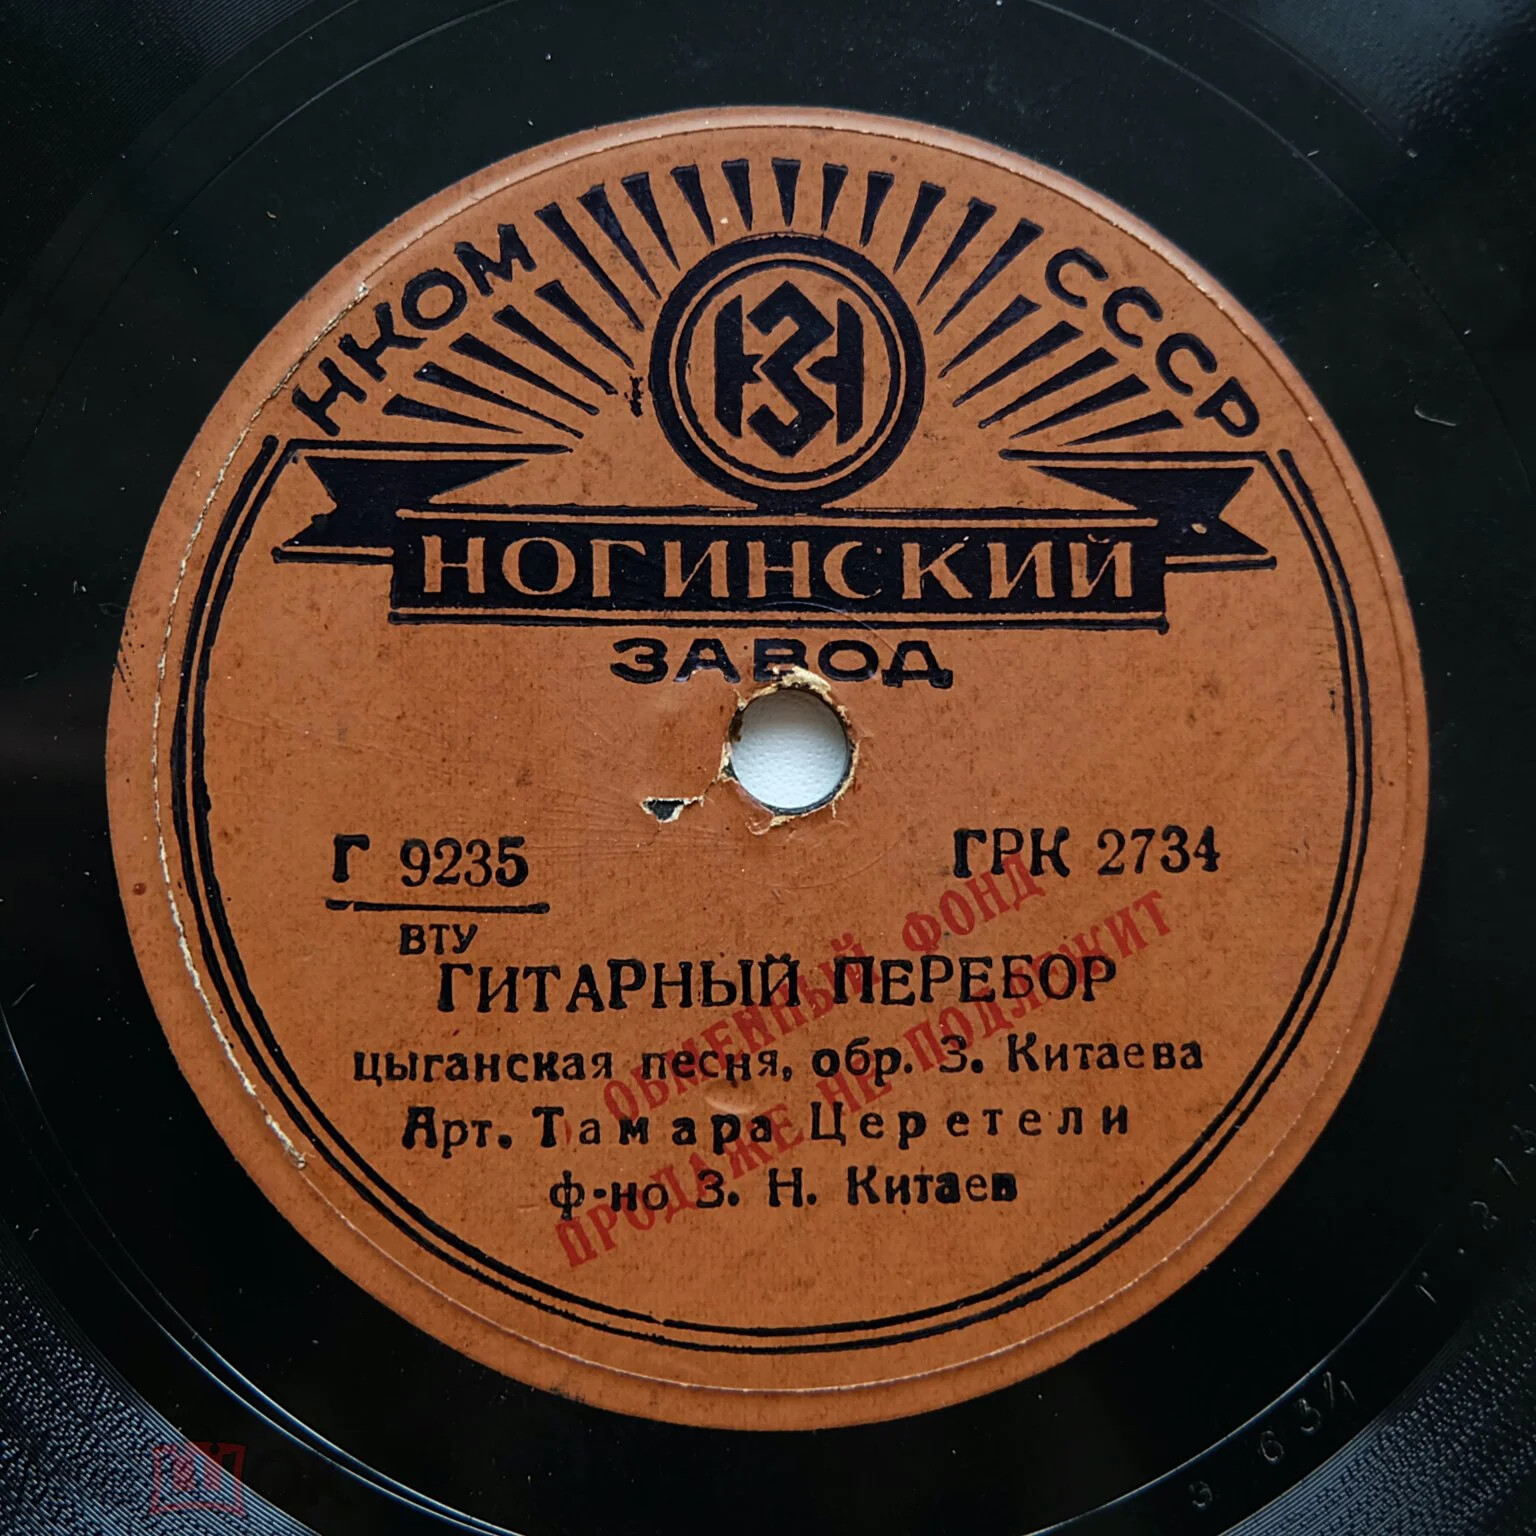 НКОМ СССР
НЗ
НОГИНСКИЙ
ЗАВОД
Г 9235 ГРК 2734
ВТУ
ГИТАРНЫЙ ПЕРЕБОР
цыганская песня, обр. З. Китаева
Арт. Тамара Церетели
ф-но З. Н. Китаев
ОБМЕННЫЙ ФОНД
ПРОДАЖЕ НЕ ПОДЛЕЖИТ